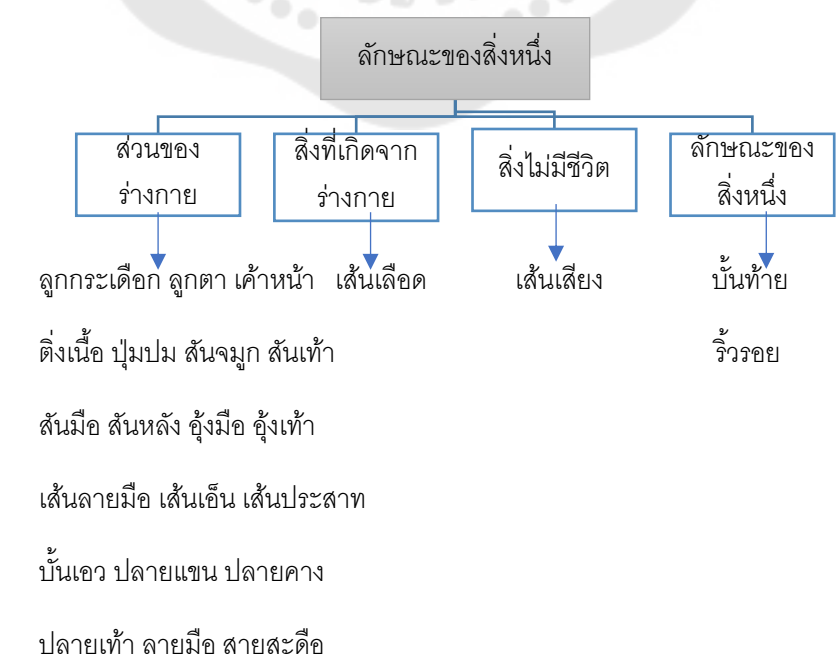 ลักษณะของสิ่งหนึ่ง
ส่วนของ
ร่างกาย
สิ่งที่เกิดจาก
ร่างกาย
สิ่งไม่มีชีวิต
ลักษณะของ
สิ่งหนึ่ง
ลูกกระเดือก ลูกตา เค้าหน้า เส้นเลือด เส้นเสียง บั้นท้าย
ติ่งเนื้อ ปุ่มปม สันจมูก สันเท้า ริ้วรอย
สันมือ สันหลัง อุ้งมือ อุ้งเท้า
เส้นลายมือ เส้นเอ็น เส้นประสาท
บั้นเอว ปลายแขน ปลายคาง
ปลายเท้า ลายมือ สายสะดือ